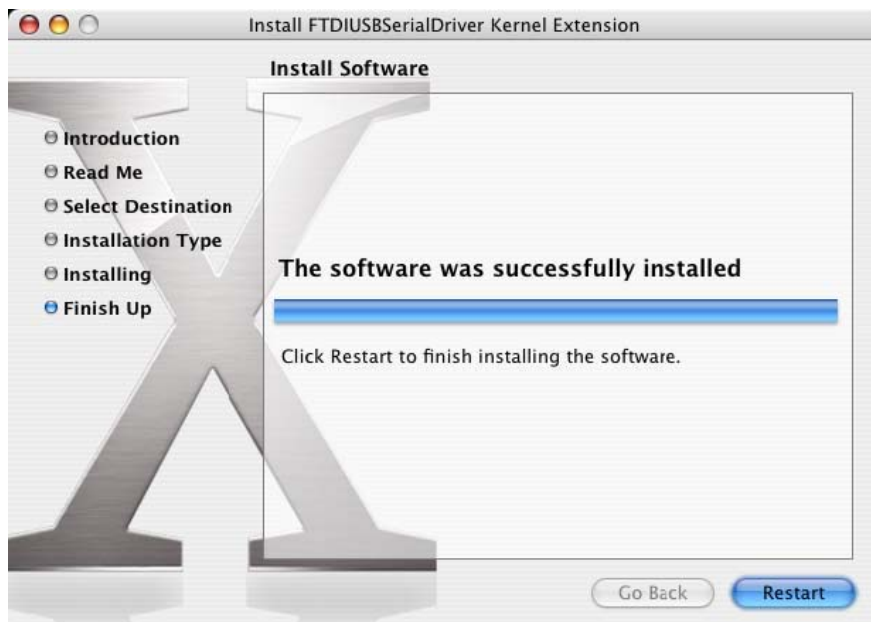 Install FTDIUSBSerialDriver Kernel Extension
Install Software
Introduction
Read Me
Select Destination
Installation Type
Installing
Finish Up
The software was successfully installed
Click Restart to finish installing the software.
Go Back
Restart